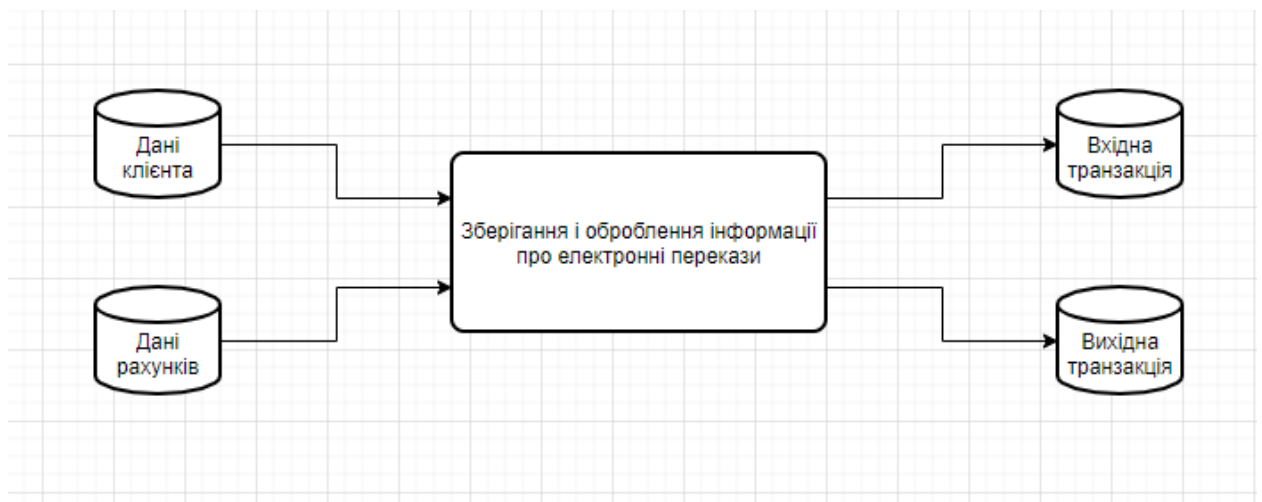 Дані
клієнта
Вхідна
транзакція
Зберігання і оброблення інформації
про електронні перекази
Дані
рахунків
Вихідна
транзакція